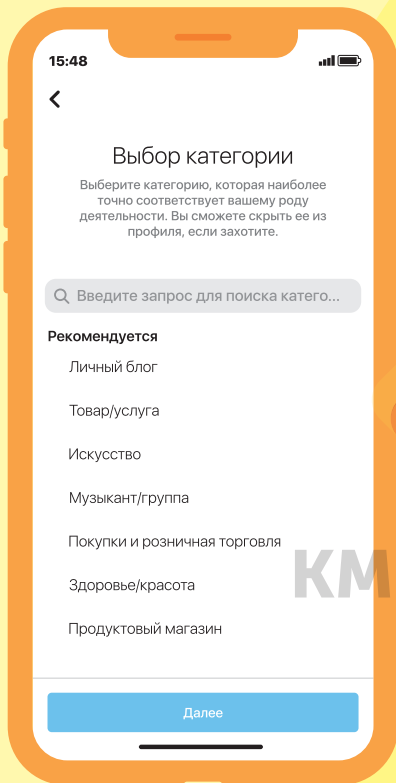 15:48
Выбор категории
Выберите категорию, которая наиболее
точно соответствует вашему роду
деятельности. Вы сможете скрыть ее из
профиля, если захотите.
Введите запрос для поиска катего...
Рекомендуется
Личный блог
Товар/услуга
Искусство
Музыкант/группа
Покупки и розничная торговля
КМ
Здоровье/красота
Продуктовый магазин
Далее